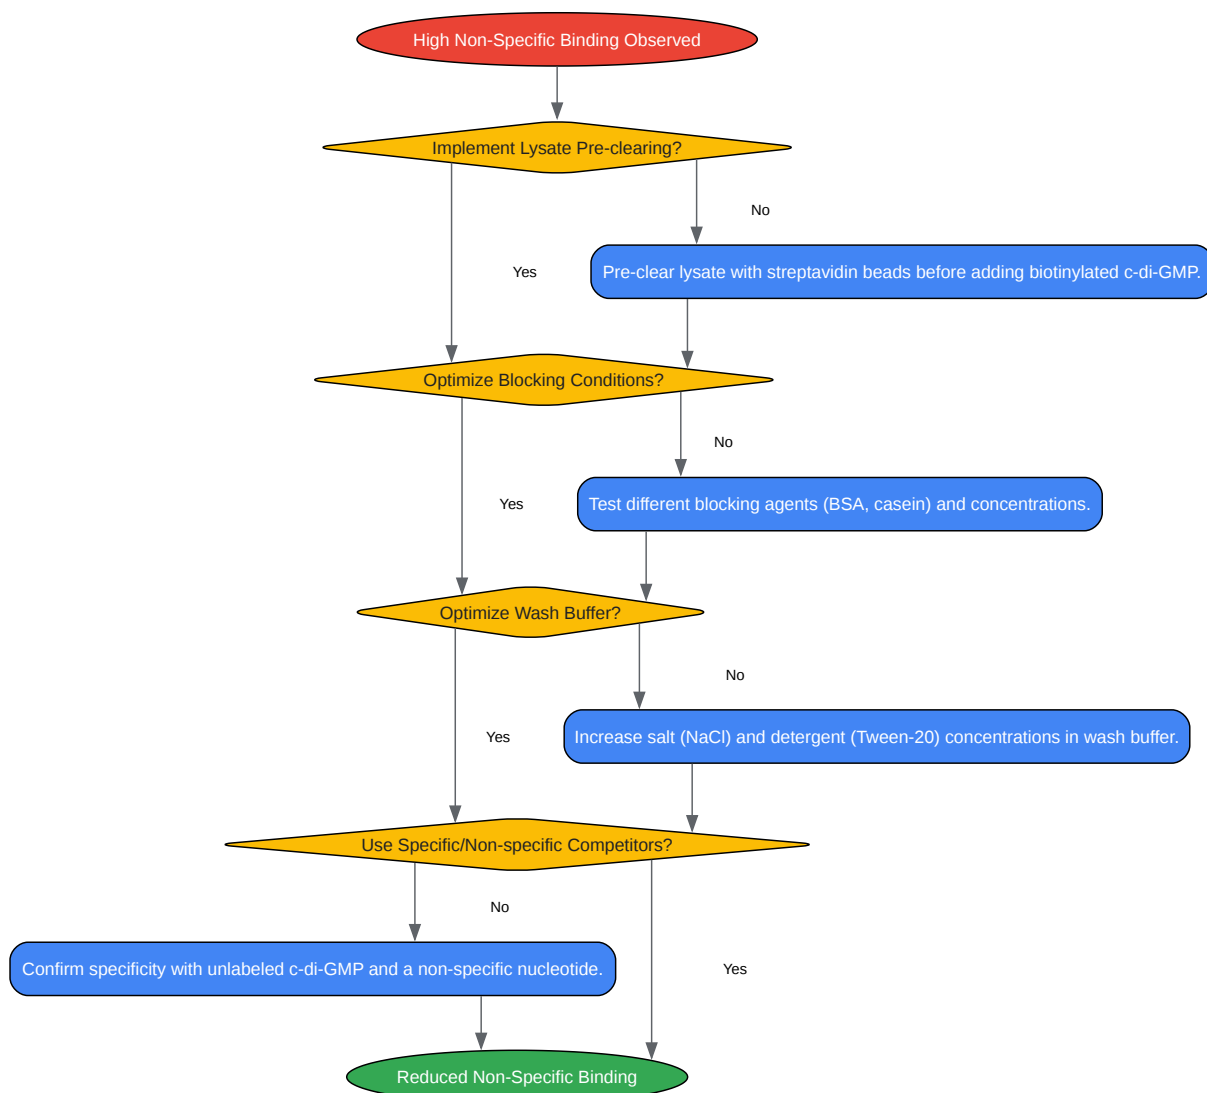 High Non-Specific Binding Observed
Implement Lysate Pre-clearing?
No
Yes
Pre-clear lysate with streptavidin beads before adding biotinylated c-di-GMP.
Optimize Blocking Conditions?
No
Yes
Test different blocking agents (BSA, casein) and concentrations.
Optimize Wash Buffer?
No
Yes
Increase salt (NaCl) and detergent (Tween-20) concentrations in wash buffer.
Use Specific/Non-specific Competitors?
No
Confirm specificity with unlabeled c-di-GMP and a non-specific nucleotide.
Yes
Reduced Non-Specific Binding